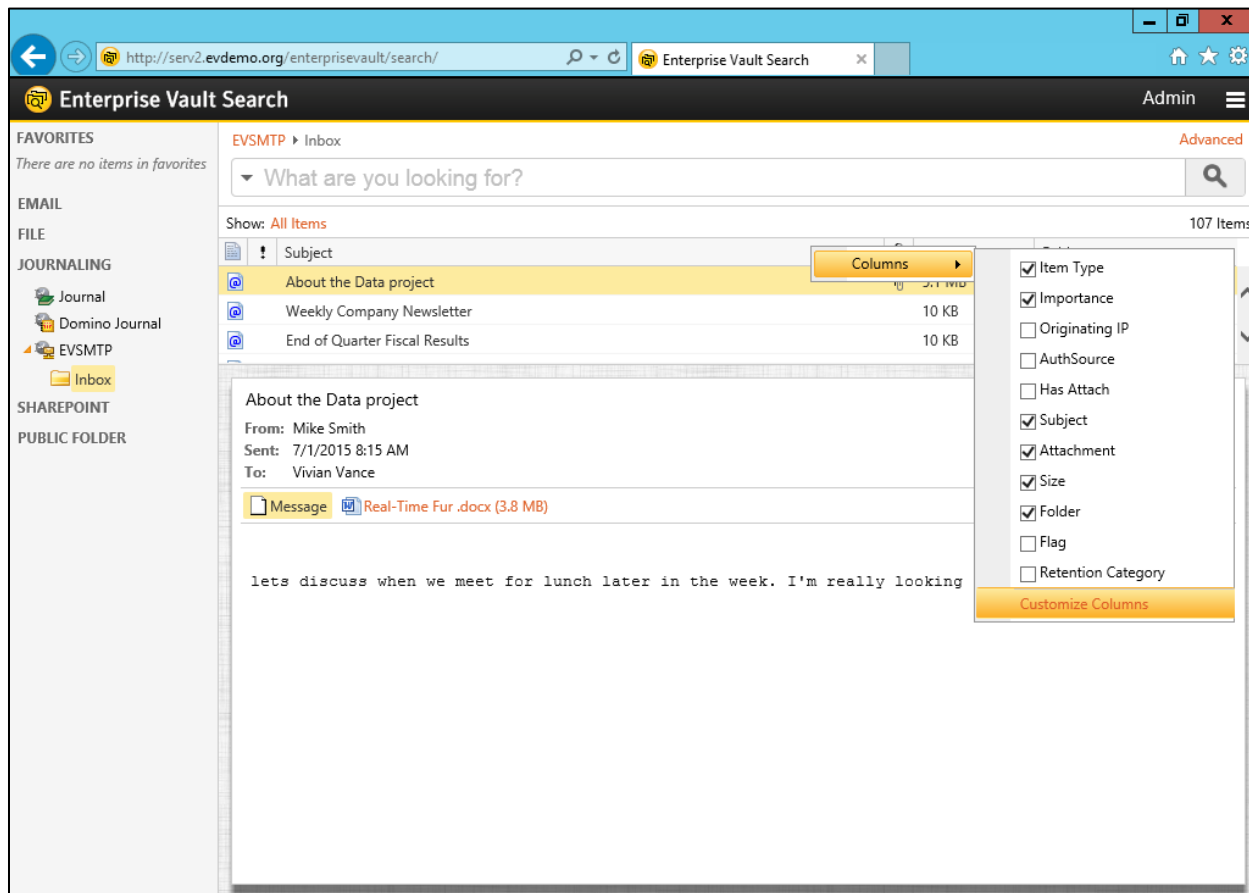 http://serv2.evdemo.org/enterprisevault/search/
Enterprise Vault Search
Enterprise Vault Search
Admin
FAVORITES
There are no items in favorites
EMAIL
FILE
JOURNALING
Journal
Domino Journal
EVSMTP
Inbox
SHAREPOINT
PUBLIC FOLDER
EVSMTP Inbox
Advanced
What are you looking for?
Show: All Items
107 Items
! Subject
About the Data project
Weekly Company Newsletter 10 KB
End of Quarter Fiscal Results 10 KB
Columns
Item Type
Importance
Originating IP
AuthSource
Has Attach
Subject
Attachment
Size
Folder
Flag
Retention Category
Customize Columns
About the Data project
From: Mike Smith
Sent: 7/1/2015 8:15 AM
To: Vivian Vance
Message Real-Time Fur .docx (3.8 MB)
lets discuss when we meet for lunch later in the week. I'm really looking